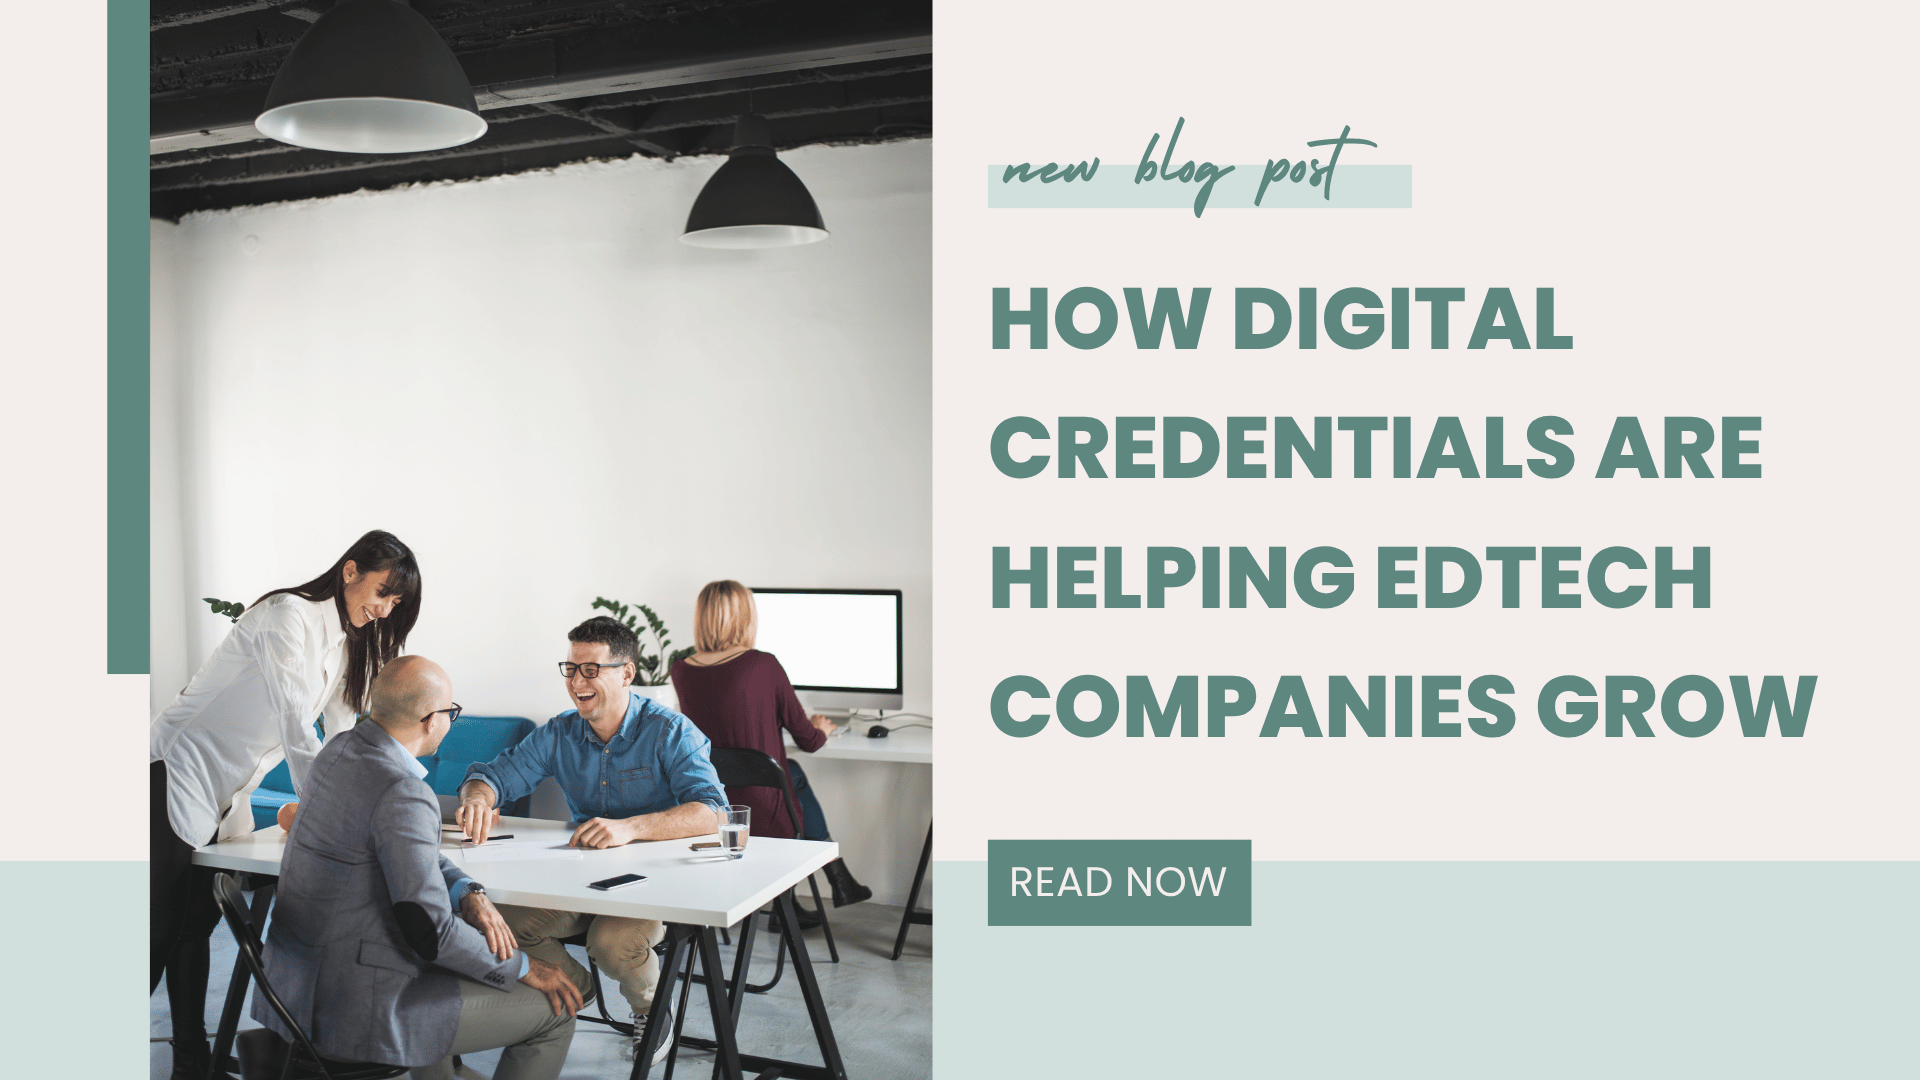 new blog post
HOW DIGITAL
CREDENTIALS ARE
HELPING EDTECH
COMPANIES GROW
READ NOW